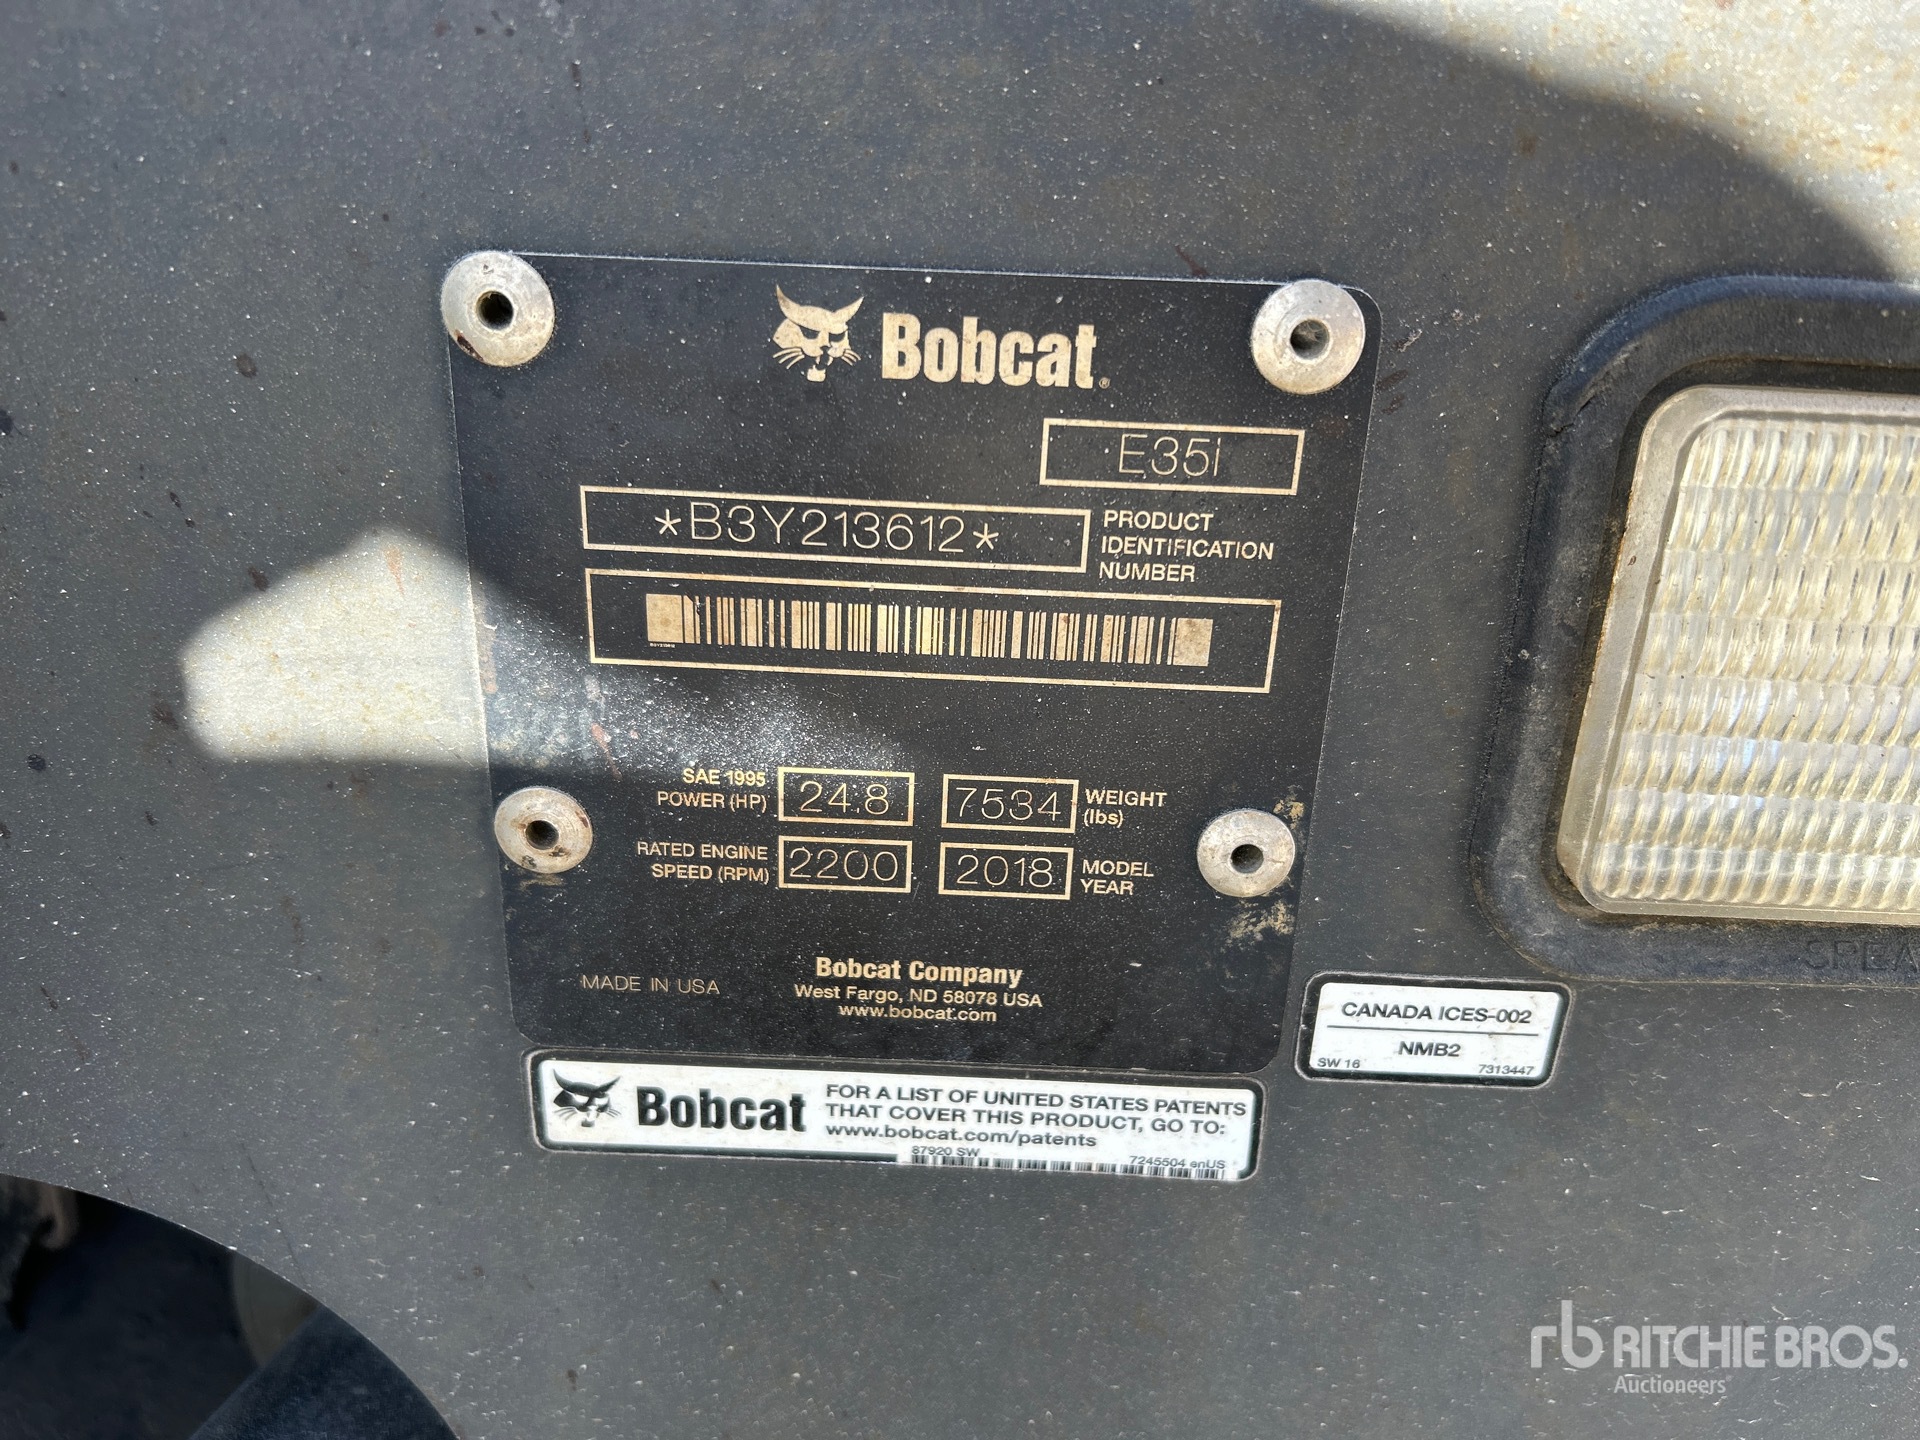 Bobcat®
E35I
*B3Y213612*
PRODUCT
IDENTIFICATION
NUMBER
SAE 1995
POWER (HP)
24.8
7534
WEIGHT
(lbs)
RATED ENGINE
SPEED (RPM)
2200
2018
MODEL
YEAR
MADE IN USA
Bobcat Company
West Fargo, ND 58078 USA
www.bobcat.com
CANADA ICES-002
NMB2
SW 16 7313447
Bobcat
FOR A LIST OF UNITED STATES PATENTS
THAT COVER THIS PRODUCT, GO TO:
www.bobcat.com/patents
87920 SW 7245504 enUS
rb RITCHIE BROS.
Auctioneers